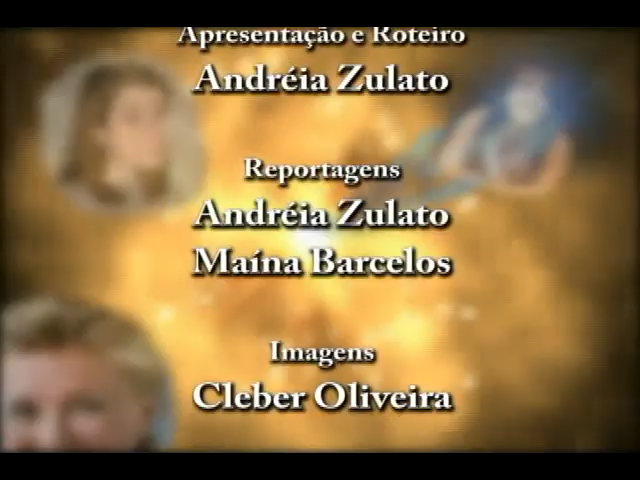 Apresentação e Roteiro
Andréia Zulato
Reportagens
Andréia Zulato
Maína Barcelos
Imagens
Cleber Oliveira